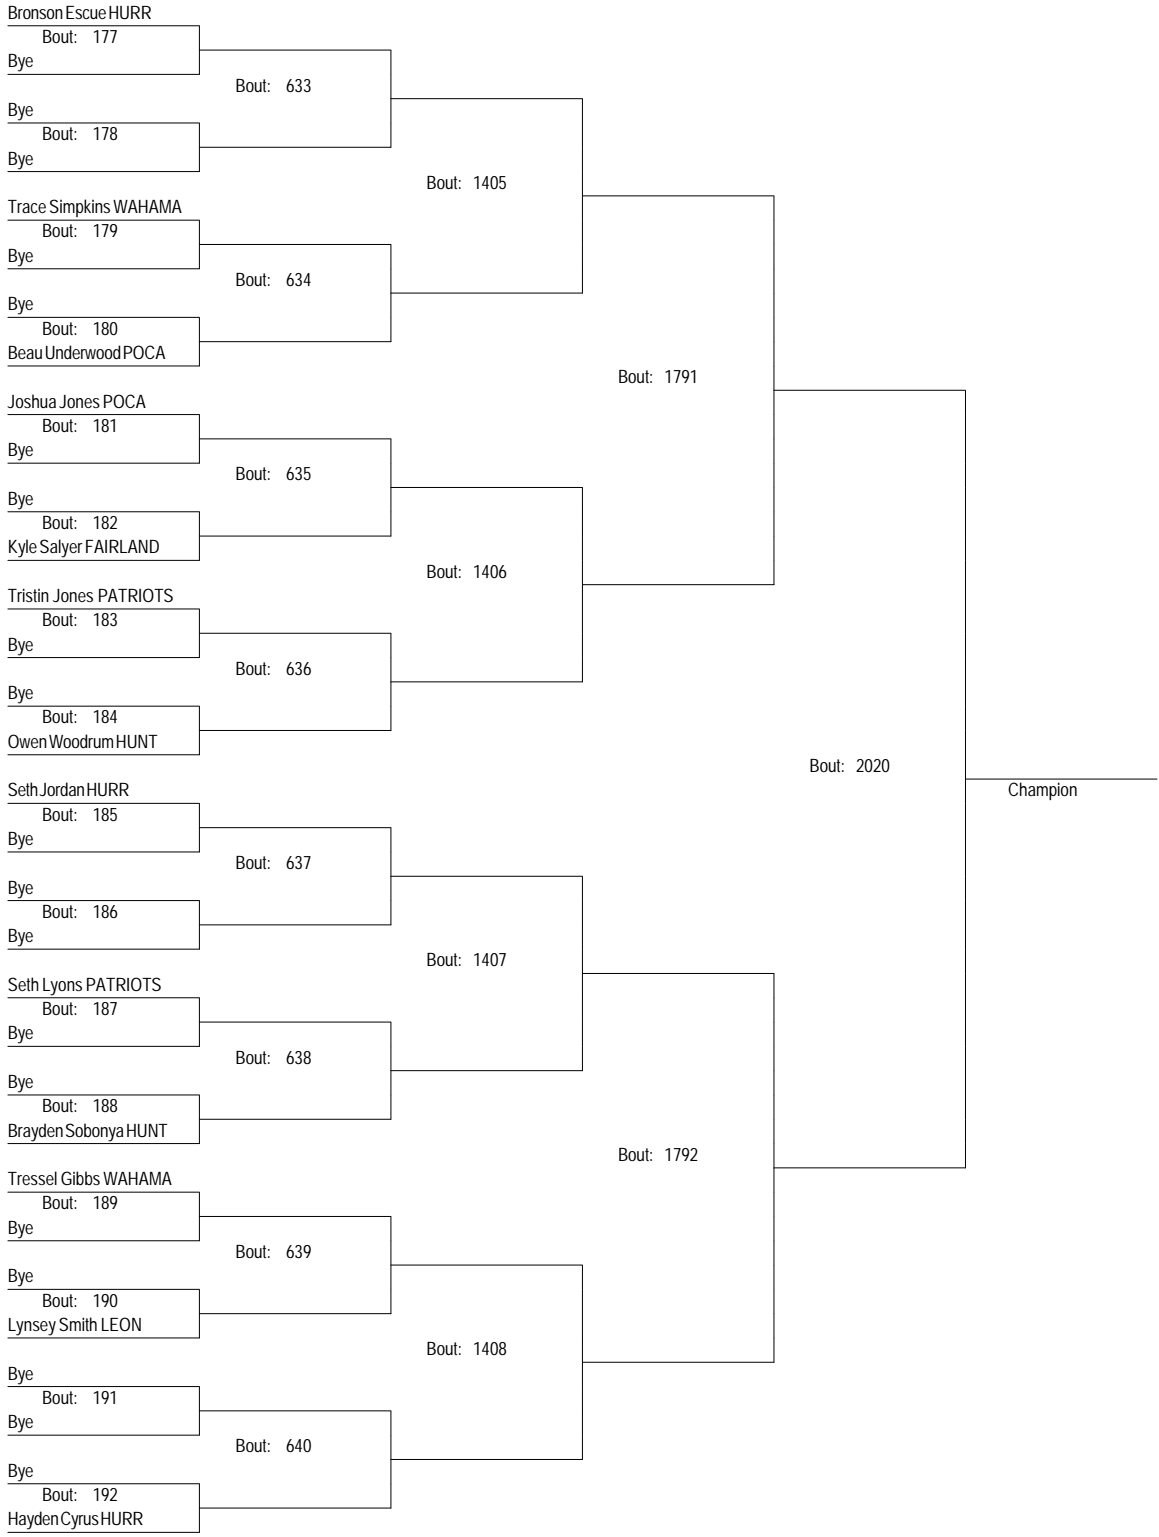 Bronson Escue HURR
Bout: 177
Bye
Bout: 633
Bye
Bout: 178
Bye
Bout: 1405
Trace Simpkins WAHAMA
Bout: 179
Bye
Bout: 634
Bye
Bout: 180
Beau Underwood POCA
Bout: 1791
Joshua Jones POCA
Bout: 181
Bye
Bout: 635
Bye
Bout: 182
Kyle Salyer FAIRLAND
Bout: 1406
Tristin Jones PATRIOTS
Bout: 183
Bye
Bout: 636
Bye
Bout: 184
Owen Woodrum HUNT
Bout: 2020
Champion
Seth Jordan HURR
Bout: 185
Bye
Bout: 637
Bye
Bout: 186
Bye
Bout: 1407
Seth Lyons PATRIOTS
Bout: 187
Bye
Bout: 638
Bye
Bout: 188
Brayden Sobonya HUNT
Bout: 1792
Tressel Gibbs WAHAMA
Bout: 189
Bye
Bout: 639
Bye
Bout: 190
Lynsey Smith LEON
Bout: 1408
Bye
Bout: 191
Bye
Bout: 640
Bye
Bout: 192
Hayden Cyrus HURR